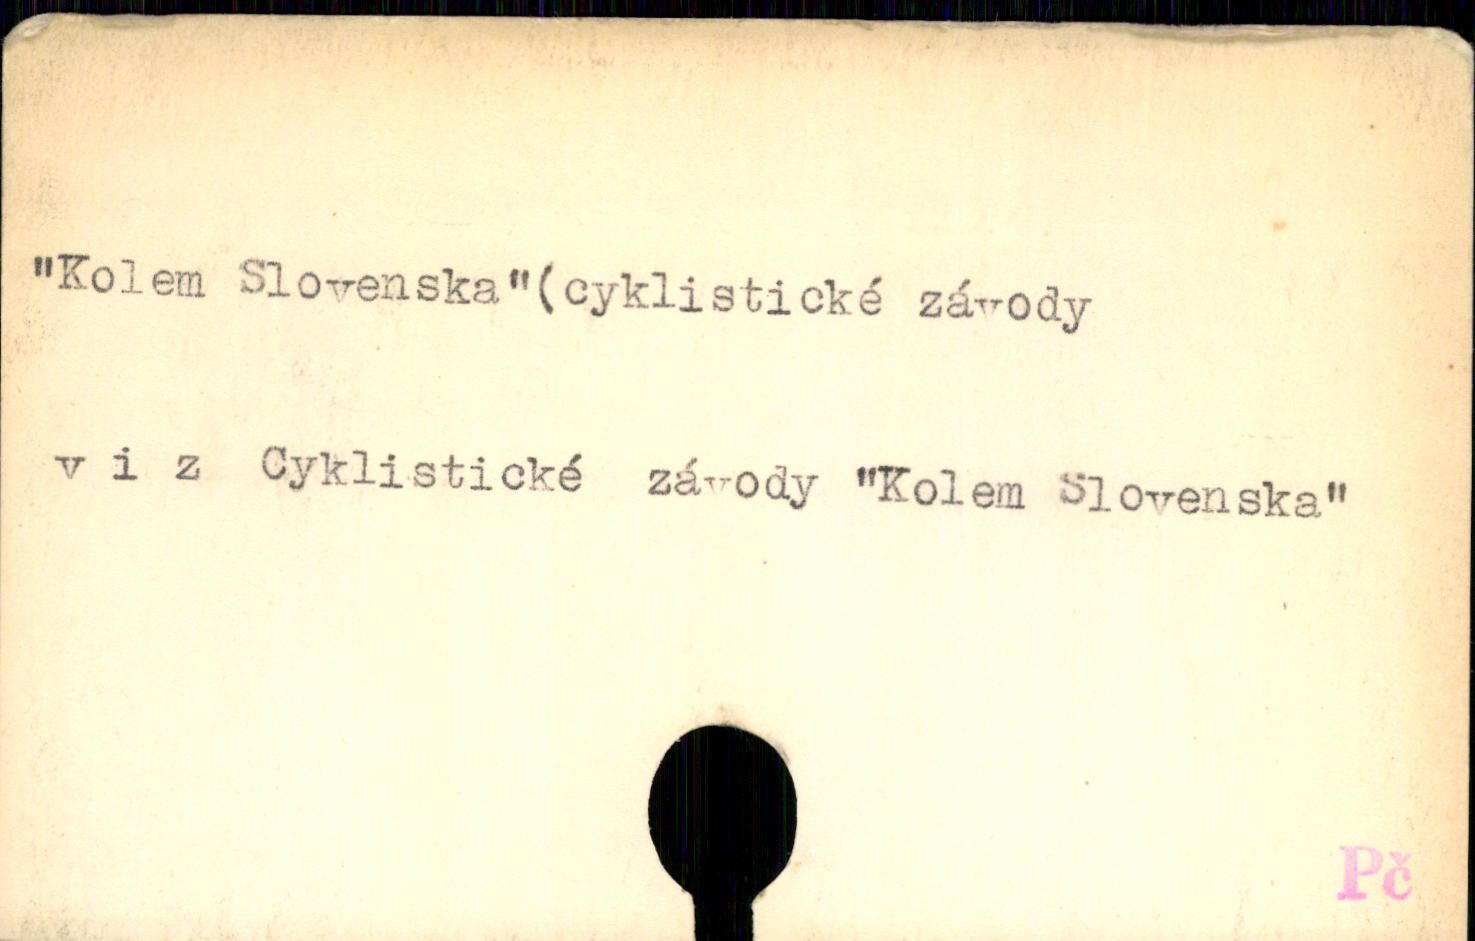 "Kolem Slovenska"(cyklistické závody
v i z Cyklistické závody "Kolem Slovenska"
Pč